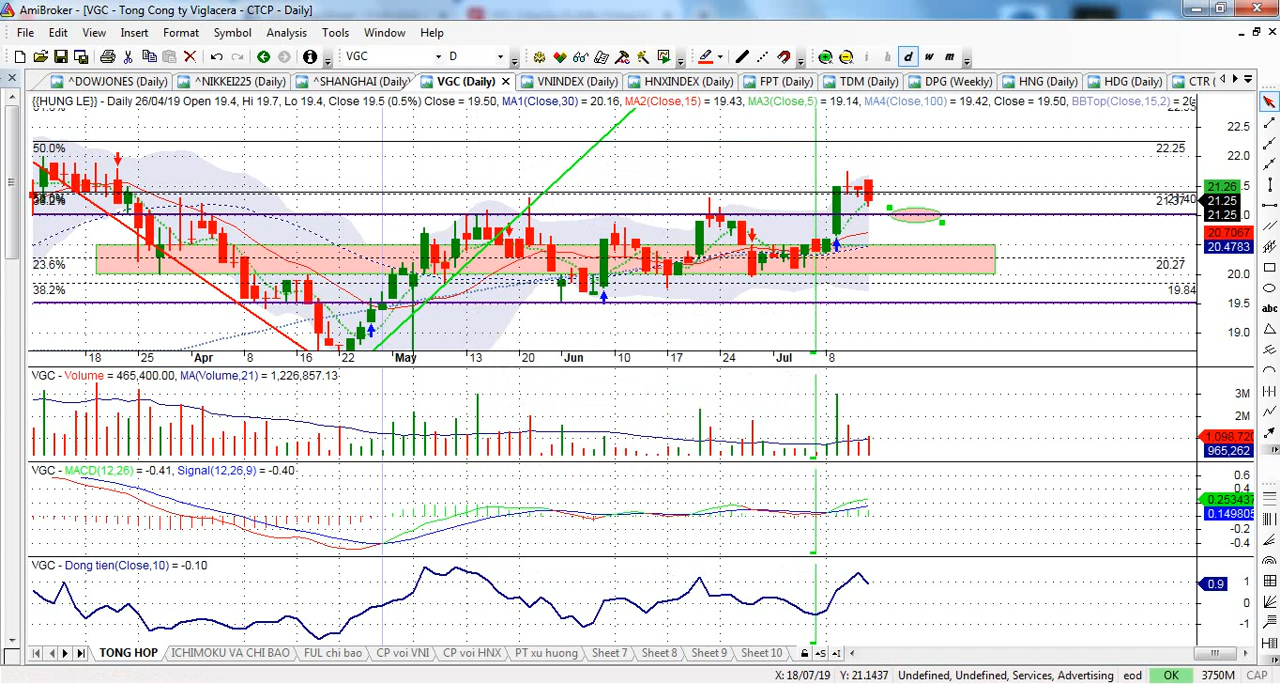 AmiBroker - [VGC - Tong Cong ty Viglacera - CTCP - Daily]
File Edit View Insert Format Symbol Analysis Tools Window Help
VGC D
i h d w m
^DOWJONES (Daily) ^NIKKEI225 (Daily) ^SHANGHAI (Daily) VGC (Daily) VNINDEX (Daily) HNXINDEX (Daily) FPT (Daily) TDM (Daily) DPG (Weekly) HNG (Daily) HDG (Daily) CTR (
{{HUNG LE}} - Daily 26/04/19 Open 19.4, Hi 19.7, Lo 19.4, Close 19.5 (0.5%) Close = 19.50, MA1(Close,30) = 20.16, MA2(Close,15) = 19.43, MA3(Close,5) = 19.14, MA4(Close,100) = 19.42, Close = 19.50, BBTop(Close,15,2) =
22.5
50.0% 22.25
22.0
21.26
21.25
21.25
20.7067
20.4783
23.6% 20.27
20.0
38.2% 19.84
19.5
19.0
18 25 Apr 8 16 22 May 13 20 Jun 10 17 24 Jul 8
VGC - Volume = 465,400.00, MA(Volume,21) = 1,226,857.13
3M
2M
1,098,720
965,262
VGC - MACD(12,26) = -0.41, Signal(12,26,9) = -0.40
0.6
0.4
0.253437
0.149805
-0.2
-0.4
VGC - Dong tien(Close,10) = -0.10
1
0.9
0
-1
TONG HOP ICHIMOKU VA CHI BAO FUL chi bao CP voi VNI CP voi HNX PT xu huong Sheet 7 Sheet 8 Sheet 9 Sheet 10
X: 18/07/19 Y: 21.1437 Undefined, Undefined, Services, Advertising eod OK 3750M CAP
abc